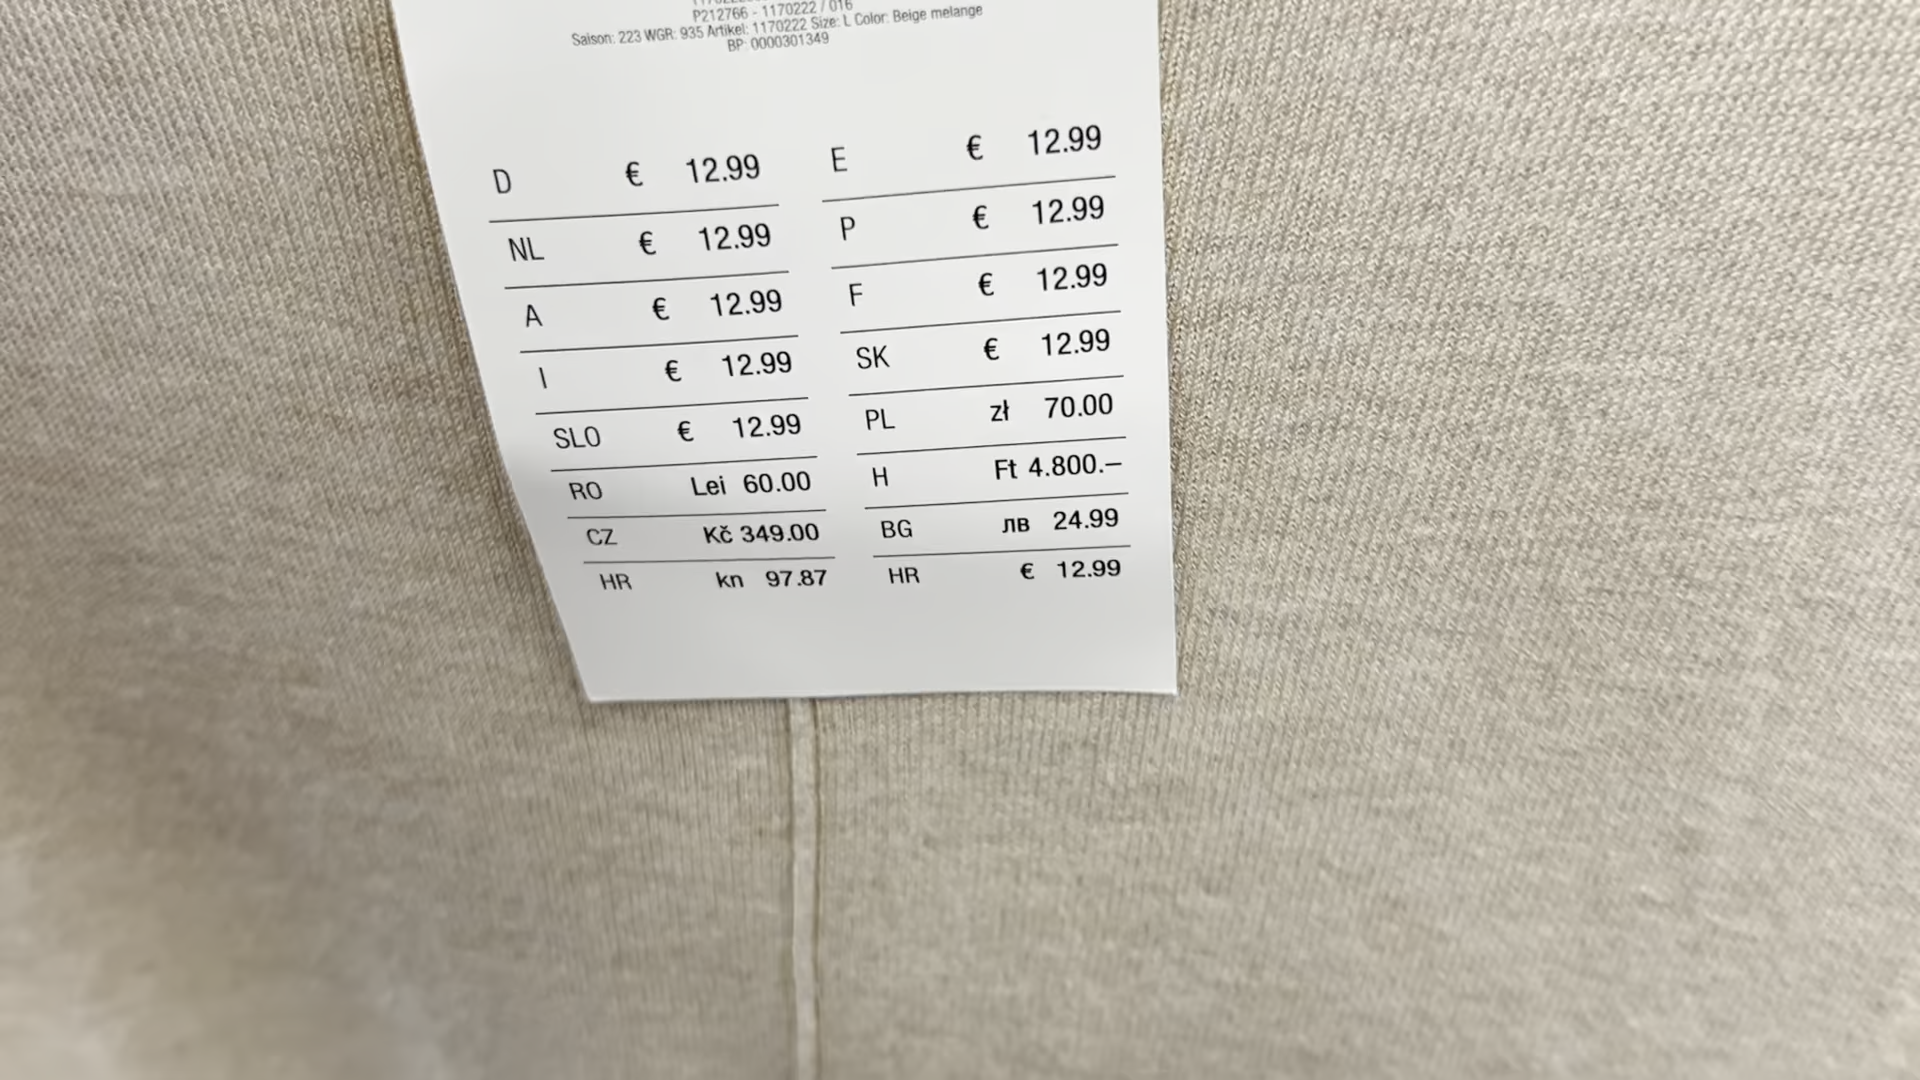 P212766 - 1170222 / 016
Saison: 223 WGR: 935 Artikel: 1170222 Size: L Color: Beige melange
BP: 0000301349
D € 12.99
NL € 12.99
A € 12.99
I € 12.99
SLO € 12.99
RO Lei 60.00
CZ Kč 349.00
HR kn 97.87
E € 12.99
P € 12.99
F € 12.99
SK € 12.99
PL zł 70.00
H Ft 4.800.–
BG лв 24.99
HR € 12.99